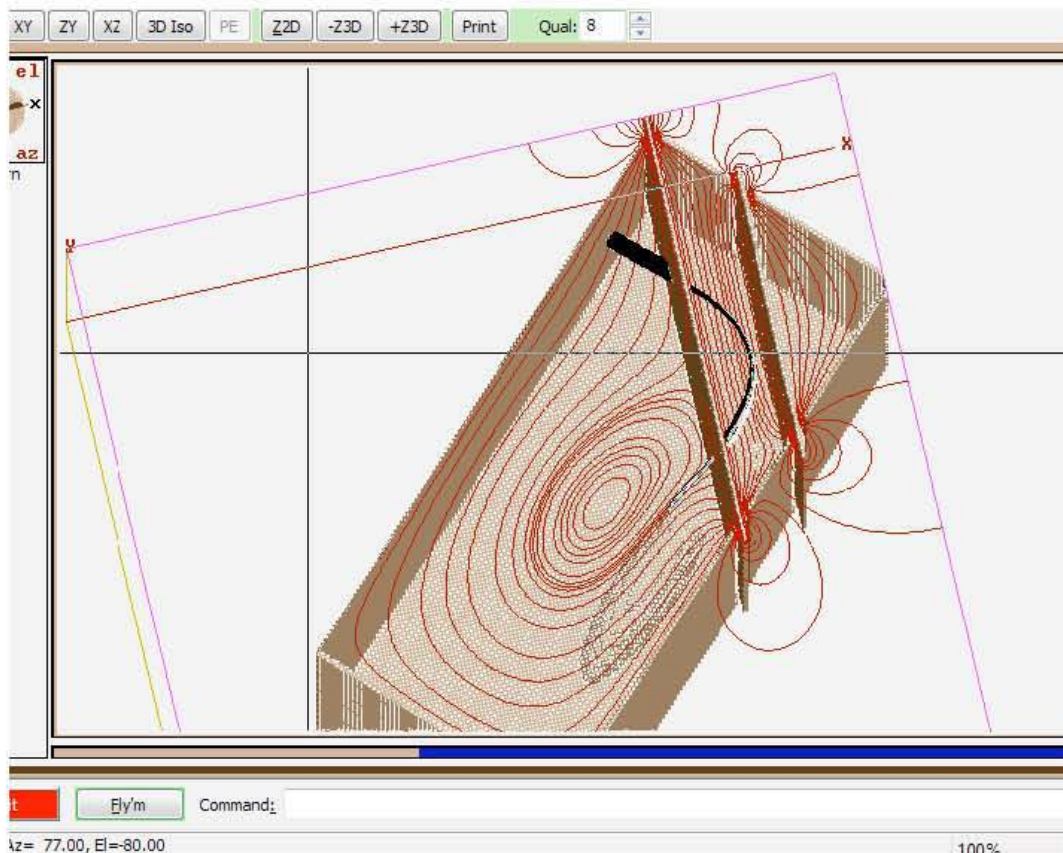 XY ZY XZ 3D Iso PE Z2D -Z3D +Z3D Print Qual: 8
el
x
az
X
Fly'm Command:
Az= 77.00, El=-80.00 100%